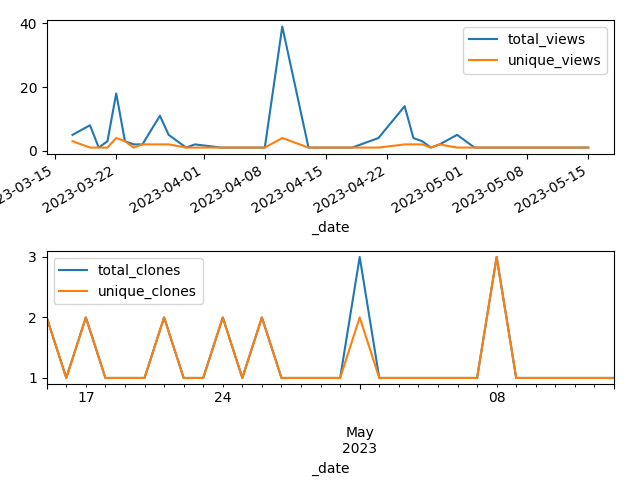 40
20
0
total_views
unique_views
2023-03-15
2023-03-22
2023-04-01
2023-04-08
2023-04-15
2023-04-22
2023-05-01
2023-05-08
2023-05-15
_date
3
2
1
total_clones
unique_clones
17
24
08
May
2023
_date